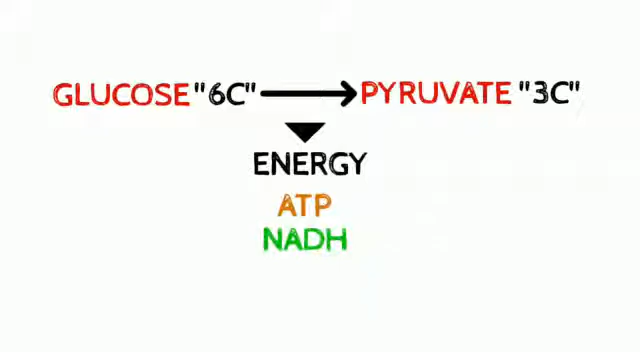 GLUCOSE "6C" PYRUVATE "3C"
ENERGY
ATP
NADH